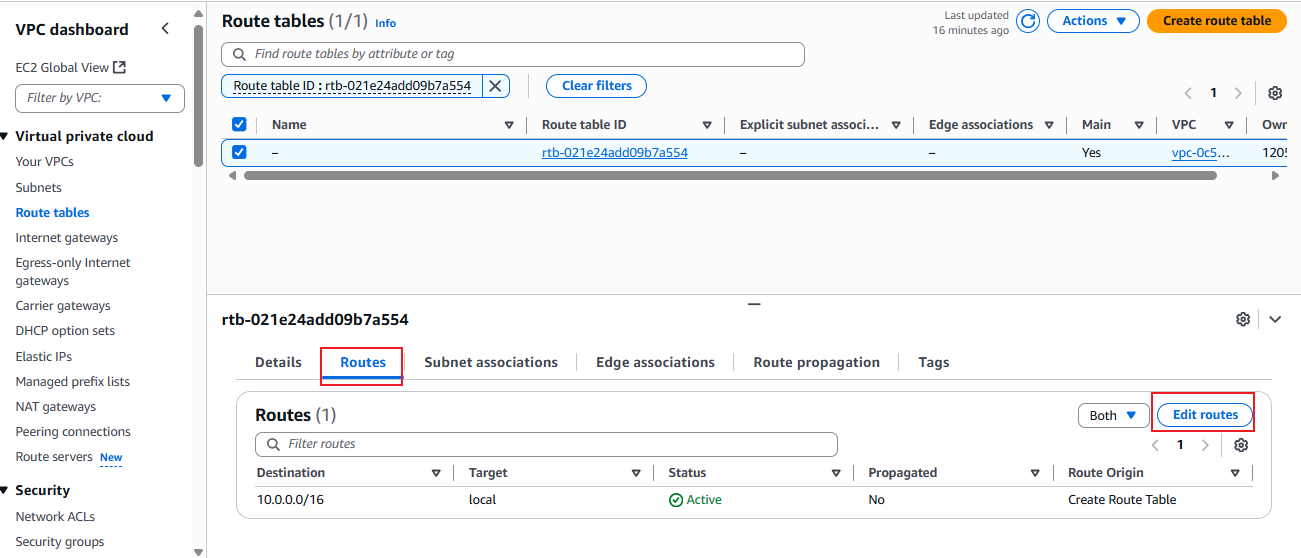 VPC dashboard
EC2 Global View
Filter by VPC:
Virtual private cloud
Your VPCs
Subnets
Route tables
Internet gateways
Egress-only Internet
gateways
Carrier gateways
DHCP option sets
Elastic IPs
Managed prefix lists
NAT gateways
Peering connections
Route servers New
Security
Network ACLs
Security groups
Route tables (1/1) Info
Last updated
16 minutes ago
Actions
Create route table
Find route tables by attribute or tag
Route table ID : rtb-021e24add09b7a554
Clear filters
1
Name Route table ID Explicit subnet associ... Edge associations Main VPC Own
– rtb-021e24add09b7a554 – – Yes vpc-0c5... 1205
rtb-021e24add09b7a554
Details Routes Subnet associations Edge associations Route propagation Tags
Routes (1)
Both
Edit routes
Filter routes
1
Destination Target Status Propagated Route Origin
10.0.0.0/16 local Active No Create Route Table